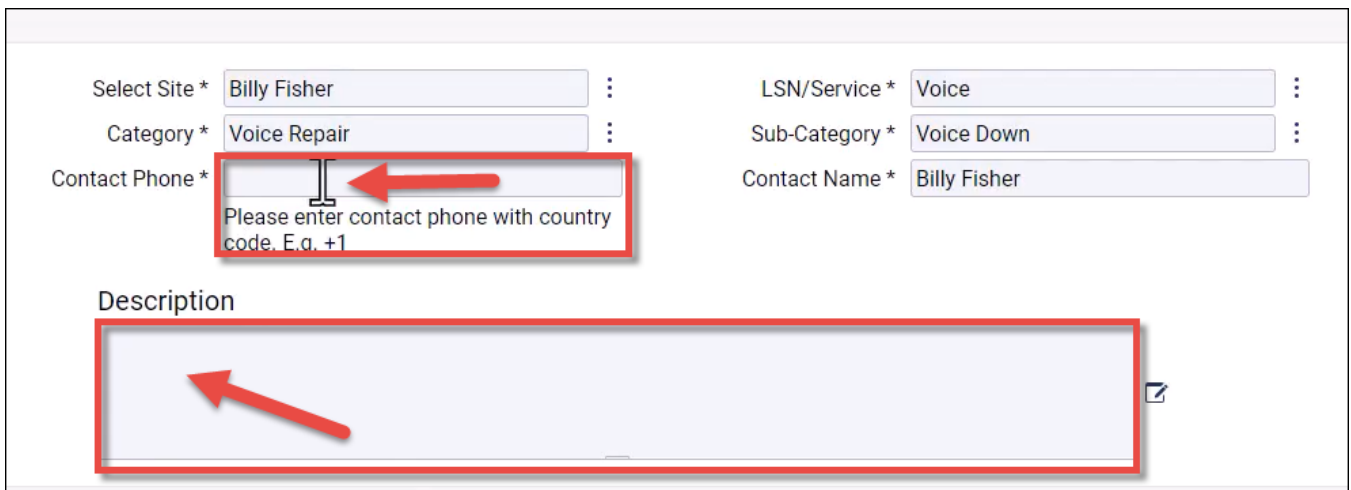 Select Site * Billy Fisher LSN/Service * Voice
Category * Voice Repair Sub-Category * Voice Down
Contact Phone * Contact Name * Billy Fisher
Please enter contact phone with country
code. E.g. +1
Description